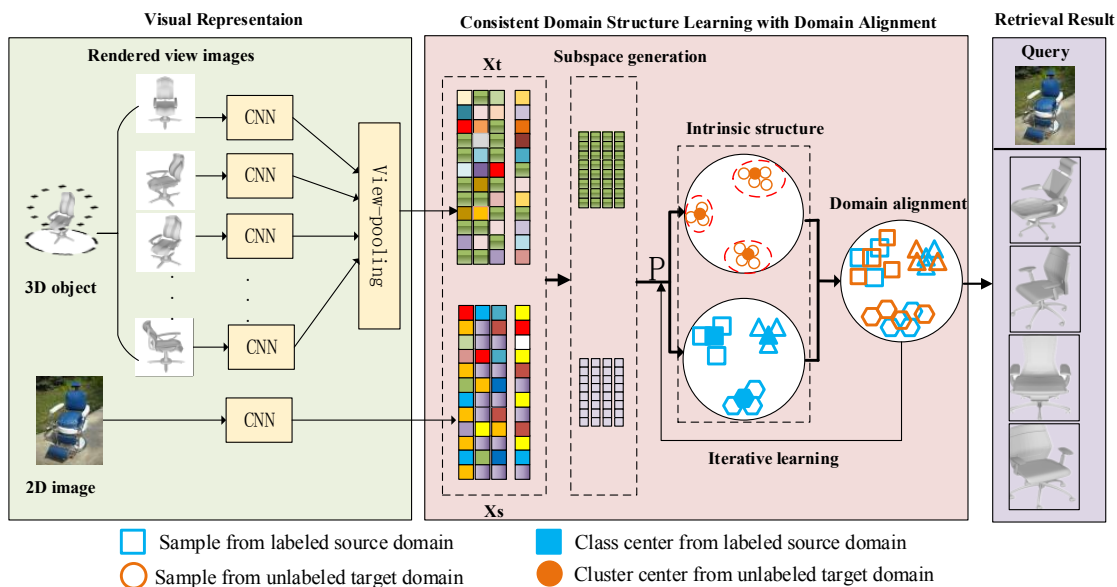 Visual Representaion
Consistent Domain Structure Learning with Domain Alignment
Retrieval Result
Rendered view images
CNN
CNN
CNN
CNN
CNN
View-pooling
3D object
2D image
Xt
Xs
Subspace generation
P
Intrinsic structure
Domain alignment
Iterative learning
Query
Sample from labeled source domain
Class center from labeled source domain
Sample from unlabeled target domain
Cluster center from unlabeled target domain